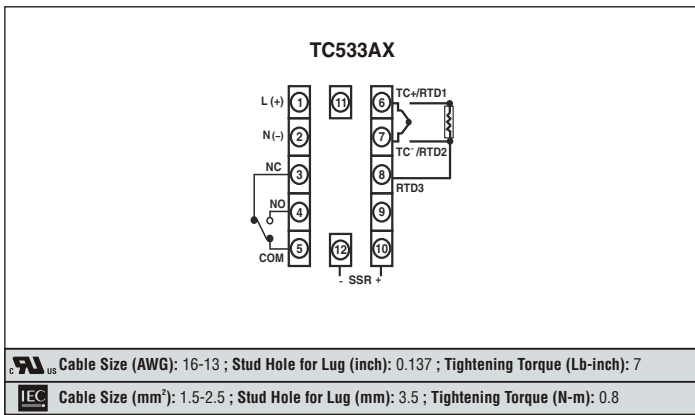 TC533AX
L (+) 1 11 6 TC+/RTD1
N (–) 2 7 TC⁻/RTD2
NC 3 8 RTD3
NO 4 9
COM 5 12 10
- SSR +
c UR us Cable Size (AWG): 16-13 ; Stud Hole for Lug (inch): 0.137 ; Tightening Torque (Lb-inch): 7
IEC Cable Size (mm²): 1.5-2.5 ; Stud Hole for Lug (mm): 3.5 ; Tightening Torque (N-m): 0.8